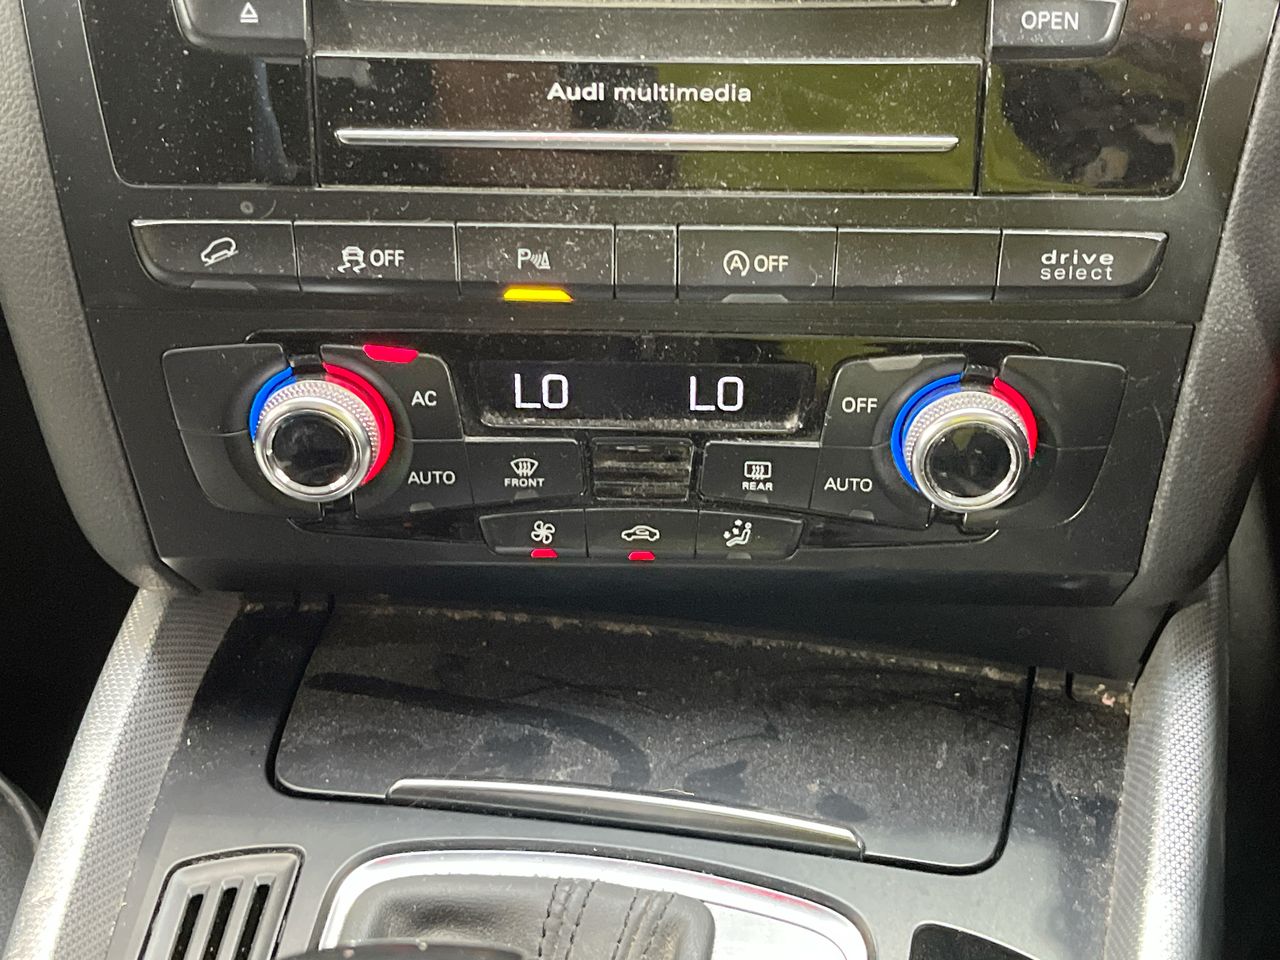 OPEN
Audi multimedia
OFF
P
A OFF
drive
select
LO
LO
AC
OFF
AUTO
FRONT
REAR
AUTO